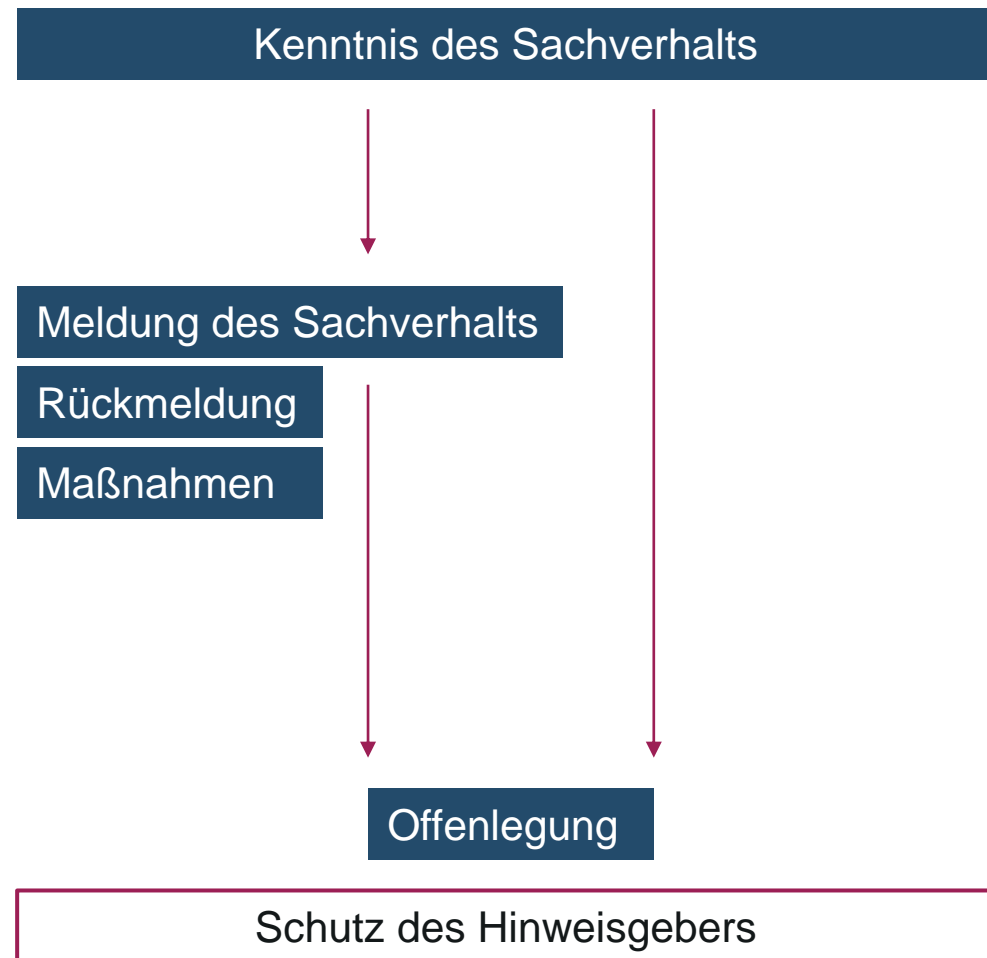 Kenntnis des Sachverhalts
Meldung des Sachverhalts
Rückmeldung
Maßnahmen
Offenlegung
Schutz des Hinweisgebers